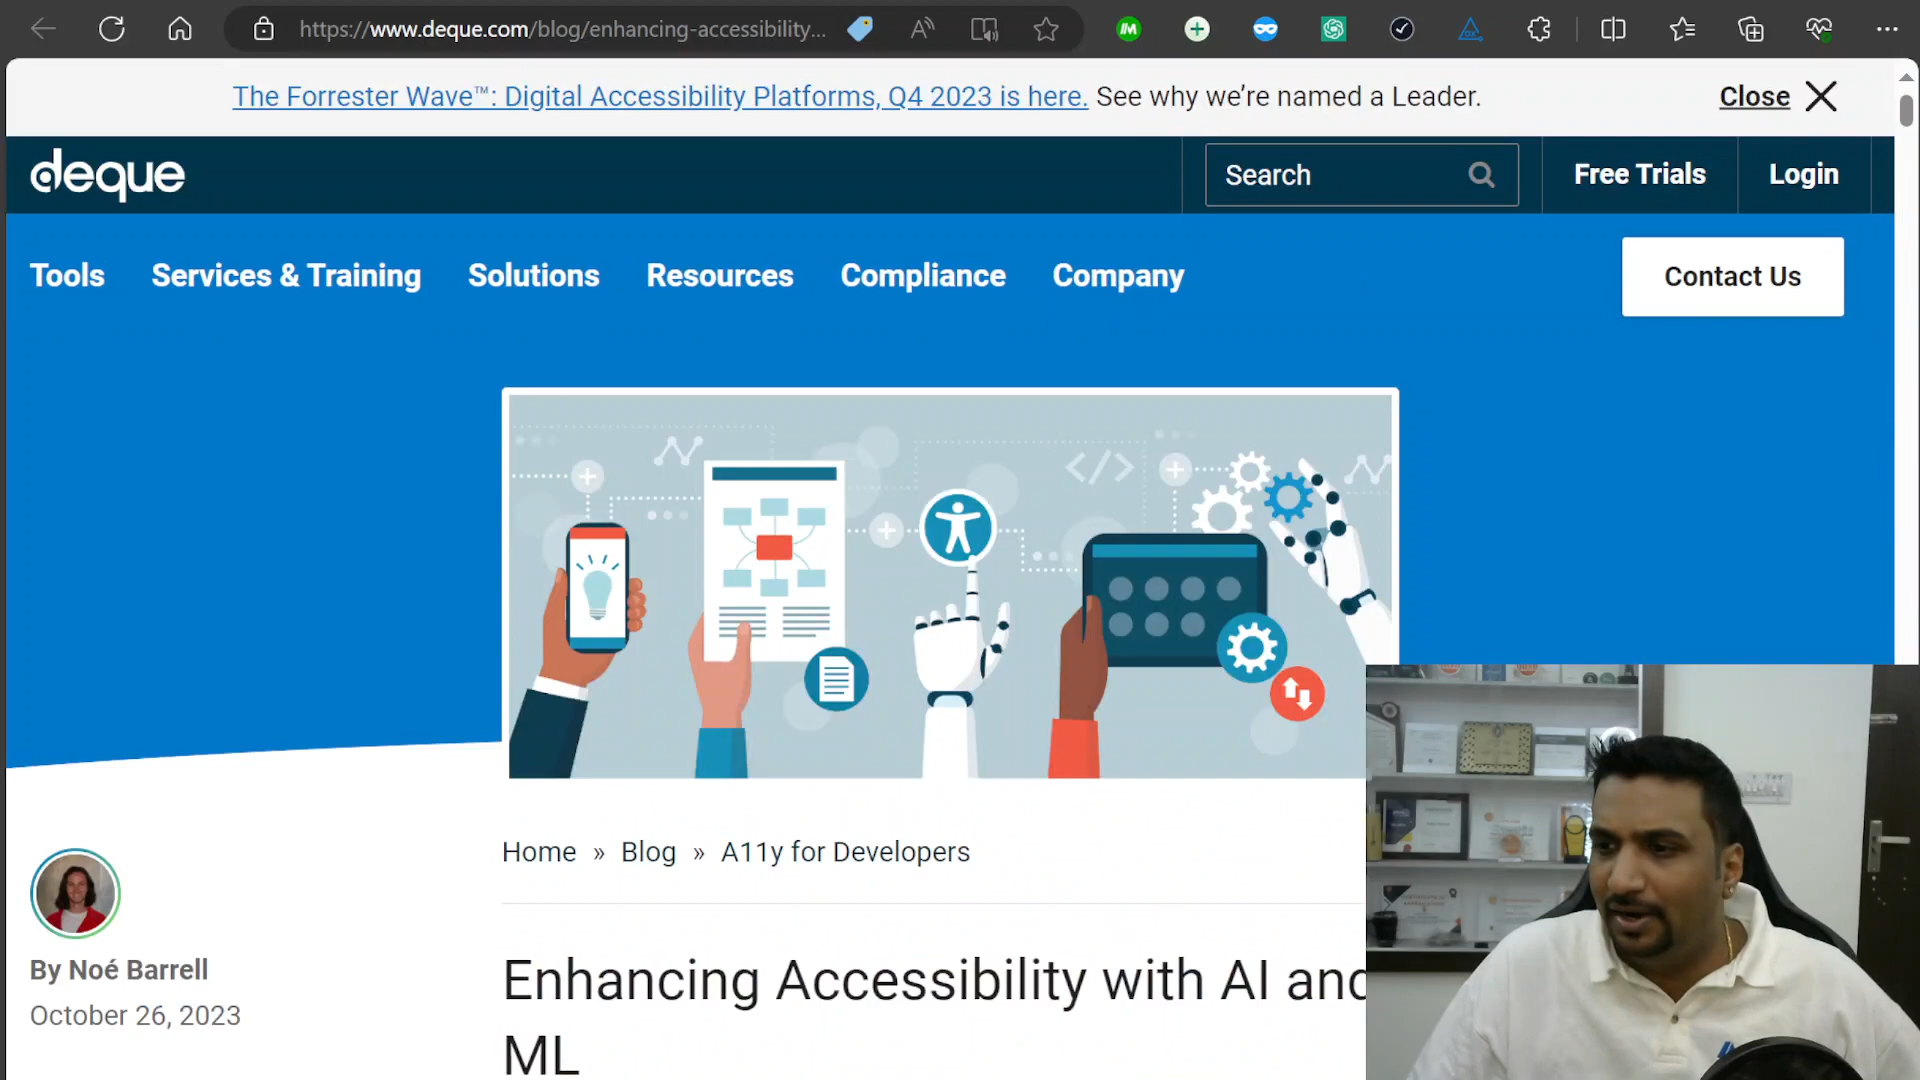 https://www.deque.com/blog/enhancing-accessibility...
The Forrester Wave™: Digital Accessibility Platforms, Q4 2023 is here. See why we’re named a Leader.
Close
deque
Search
Free Trials
Login
Tools
Services & Training
Solutions
Resources
Compliance
Company
Contact Us
</>
Home » Blog » A11y for Developers
By Noé Barrell
October 26, 2023
Enhancing Accessibility with AI and
ML